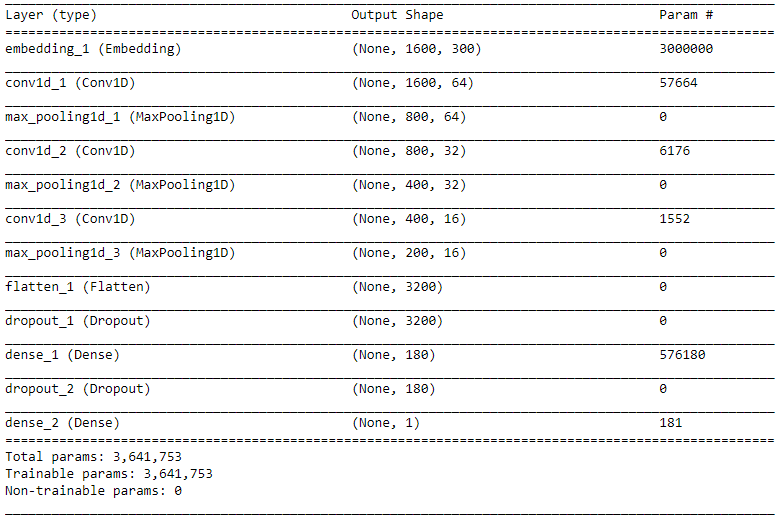 Layer (type) Output Shape Param #
embedding_1 (Embedding) (None, 1600, 300) 3000000
conv1d_1 (Conv1D) (None, 1600, 64) 57664
max_pooling1d_1 (MaxPooling1D) (None, 800, 64) 0
conv1d_2 (Conv1D) (None, 800, 32) 6176
max_pooling1d_2 (MaxPooling1D) (None, 400, 32) 0
conv1d_3 (Conv1D) (None, 400, 16) 1552
max_pooling1d_3 (MaxPooling1D) (None, 200, 16) 0
flatten_1 (Flatten) (None, 3200) 0
dropout_1 (Dropout) (None, 3200) 0
dense_1 (Dense) (None, 180) 576180
dropout_2 (Dropout) (None, 180) 0
dense_2 (Dense) (None, 1) 181
Total params: 3,641,753
Trainable params: 3,641,753
Non-trainable params: 0